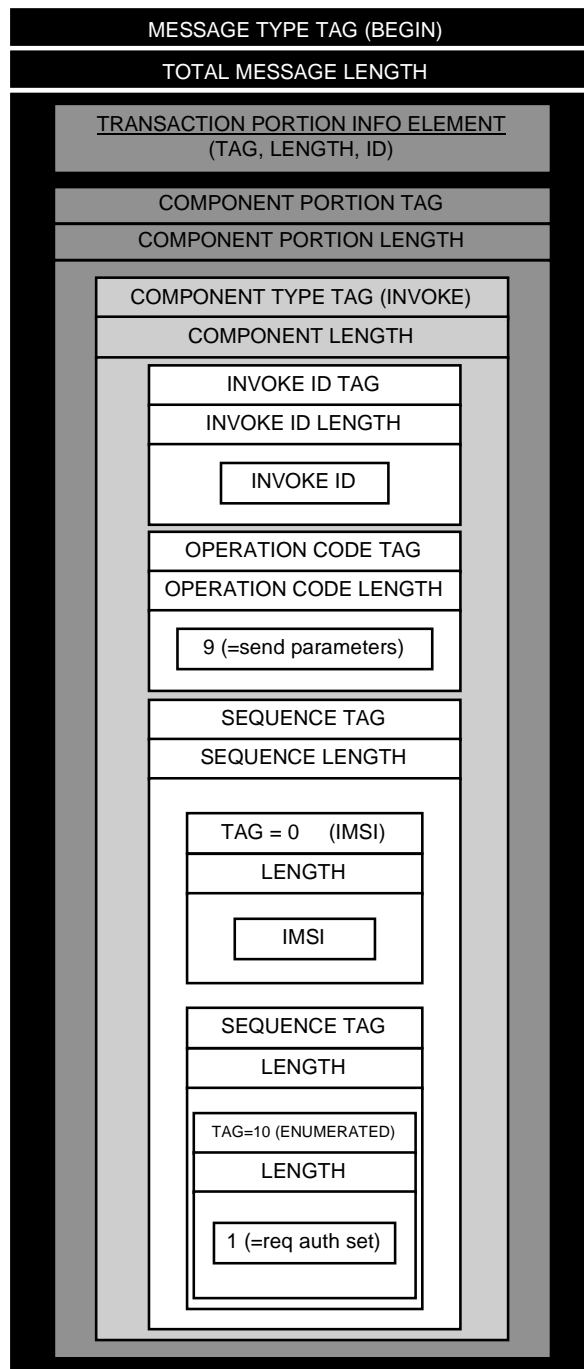 MESSAGE TYPE TAG (BEGIN)
TOTAL MESSAGE LENGTH
TRANSACTION PORTION INFO ELEMENT
(TAG, LENGTH, ID)
COMPONENT PORTION TAG
COMPONENT PORTION LENGTH
COMPONENT TYPE TAG (INVOKE)
COMPONENT LENGTH
INVOKE ID TAG
INVOKE ID LENGTH
INVOKE ID
OPERATION CODE TAG
OPERATION CODE LENGTH
9 (=send parameters)
SEQUENCE TAG
SEQUENCE LENGTH
TAG = 0 (IMSI)
LENGTH
IMSI
SEQUENCE TAG
LENGTH
TAG=10 (ENUMERATED)
LENGTH
1 (=req auth set)